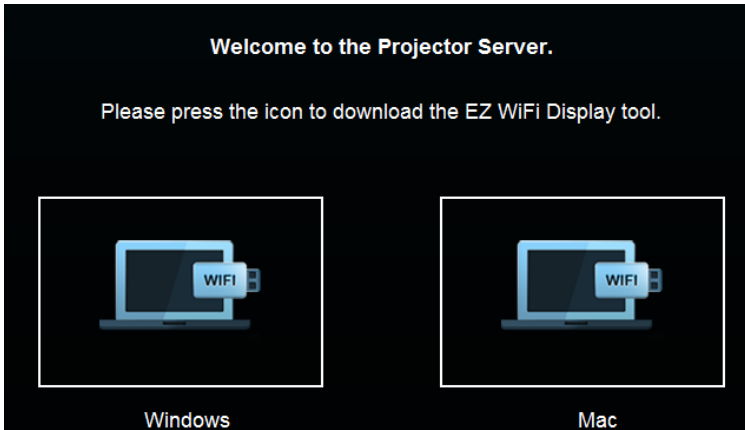 Welcome to the Projector Server.
Please press the icon to download the EZ WiFi Display tool.
WIFI WIFI
Windows Mac